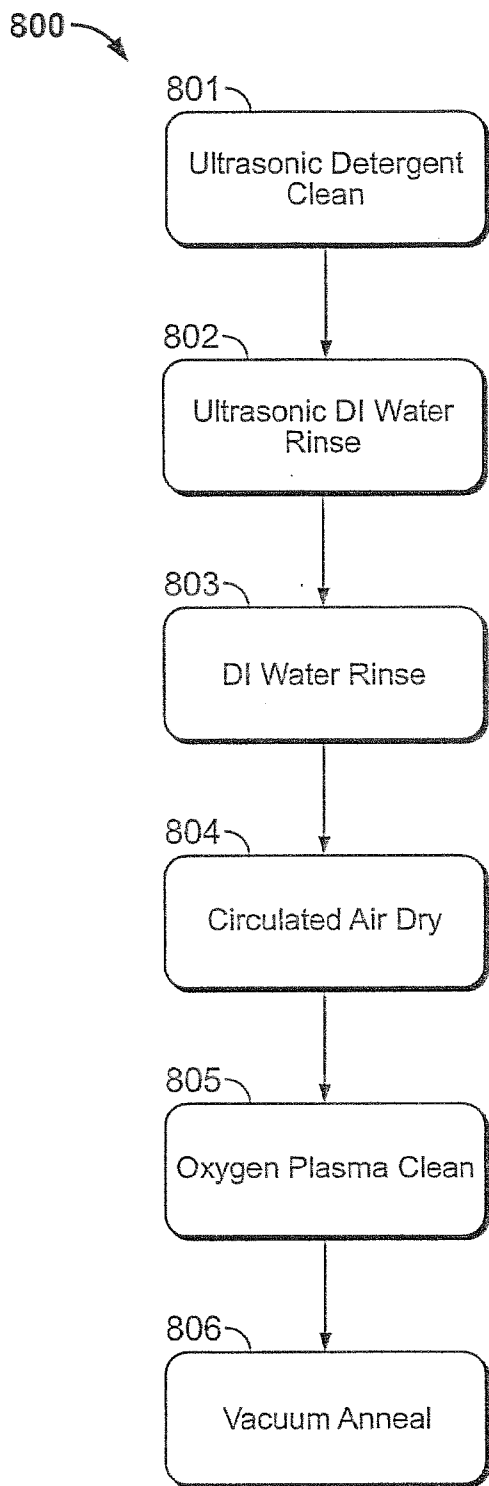 800
801
Ultrasonic Detergent
Clean
802
Ultrasonic DI Water
Rinse
803
DI Water Rinse
804
Circulated Air Dry
805
Oxygen Plasma Clean
806
Vacuum Anneal